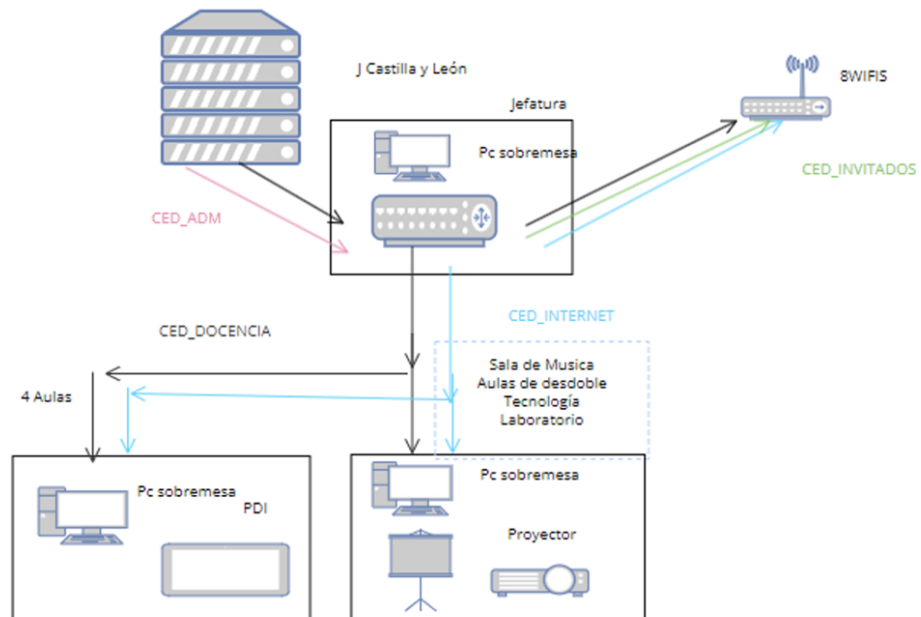 J Castilla y León
8WIFIS
Jefatura
Pc sobremesa
CED_INVITADOS
CED_ADM
CED_INTERNET
CED_DOCENCIA
Sala de Musica
Aulas de desdoble
Tecnología
Laboratorio
4 Aulas
Pc sobremesa
PDI
Pc sobremesa
Proyector